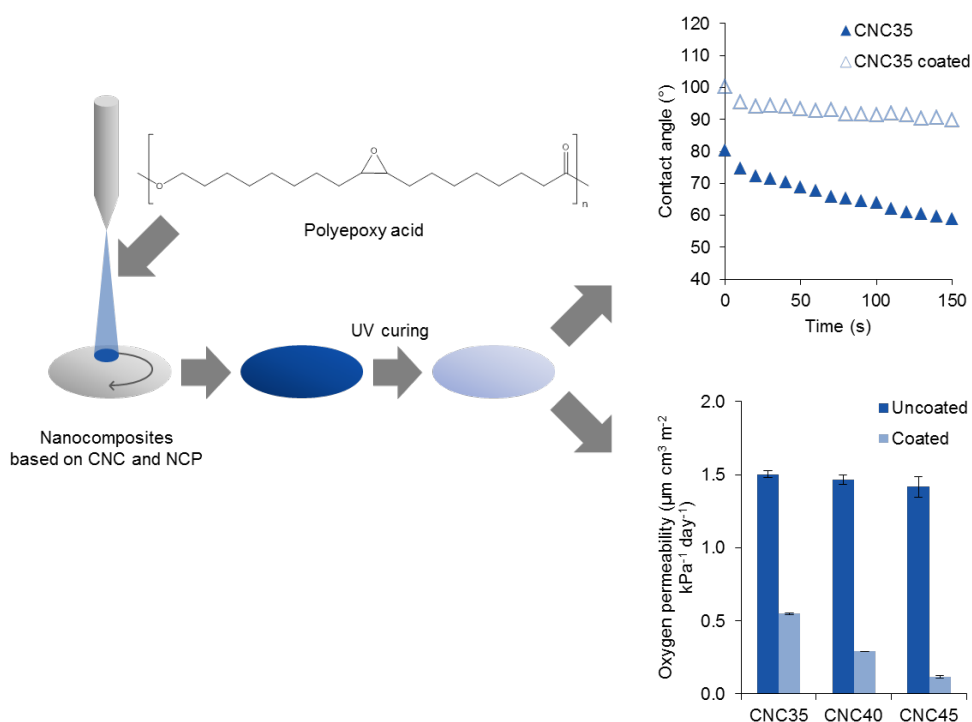 O
O
O
n
Polyepoxy acid
UV curing
Nanocomposites
based on CNC and NCP
CNC35
CNC35 coated
Contact angle (°)
120
110
100
90
80
70
60
50
40
0
50
100
150
Time (s)
Uncoated
Coated
Oxygen permeability (µm cm³ m⁻²
kPa⁻¹ day⁻¹)
2.0
1.5
1.0
0.5
0.0
CNC35
CNC40
CNC45